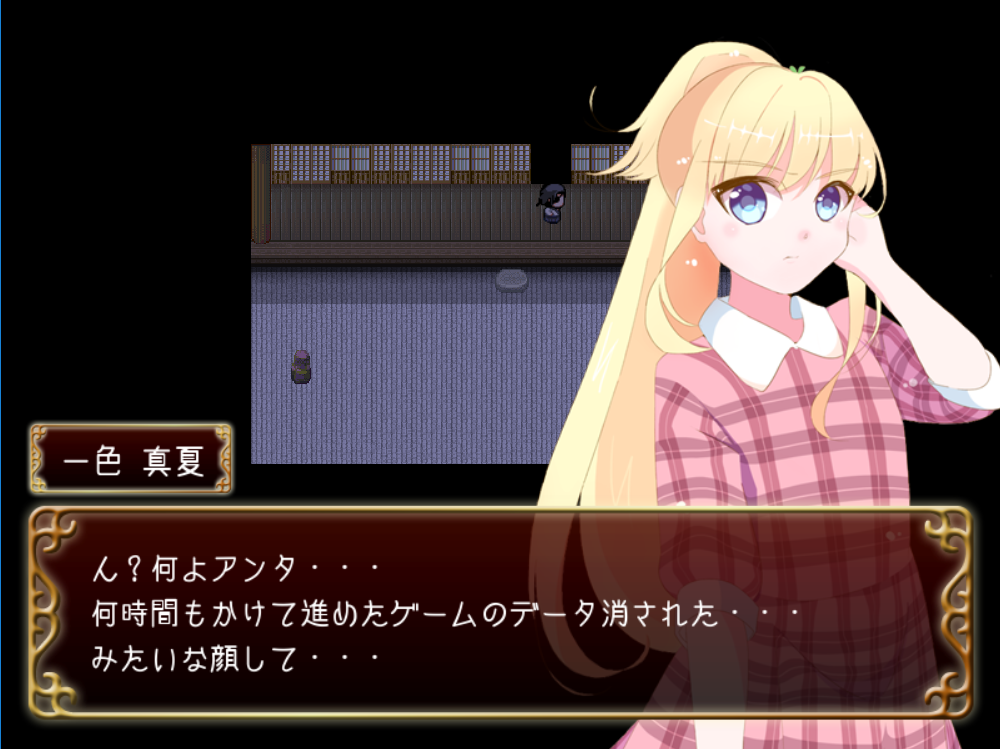 一色 真夏
ん？何よアンタ・・・
何時間もかけて進めたゲームのデータ消された・・・
みたいな顔して・・・